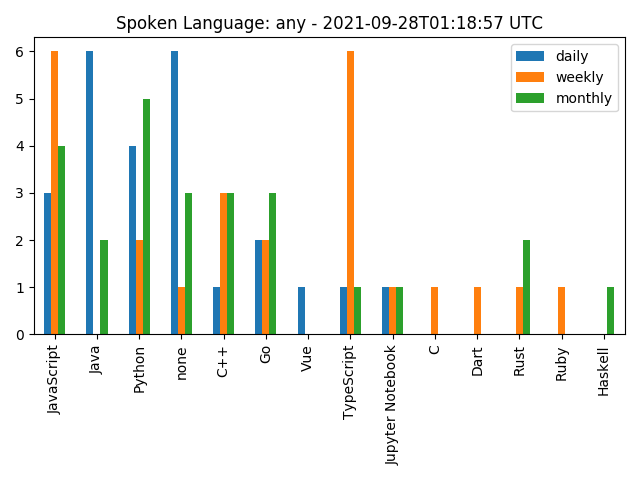 Spoken Language: any - 2021-09-28T01:18:57 UTC
daily
weekly
monthly
6
5
4
3
2
1
0
JavaScript
Java
Python
none
C++
Go
Vue
TypeScript
Jupyter Notebook
C
Dart
Rust
Ruby
Haskell